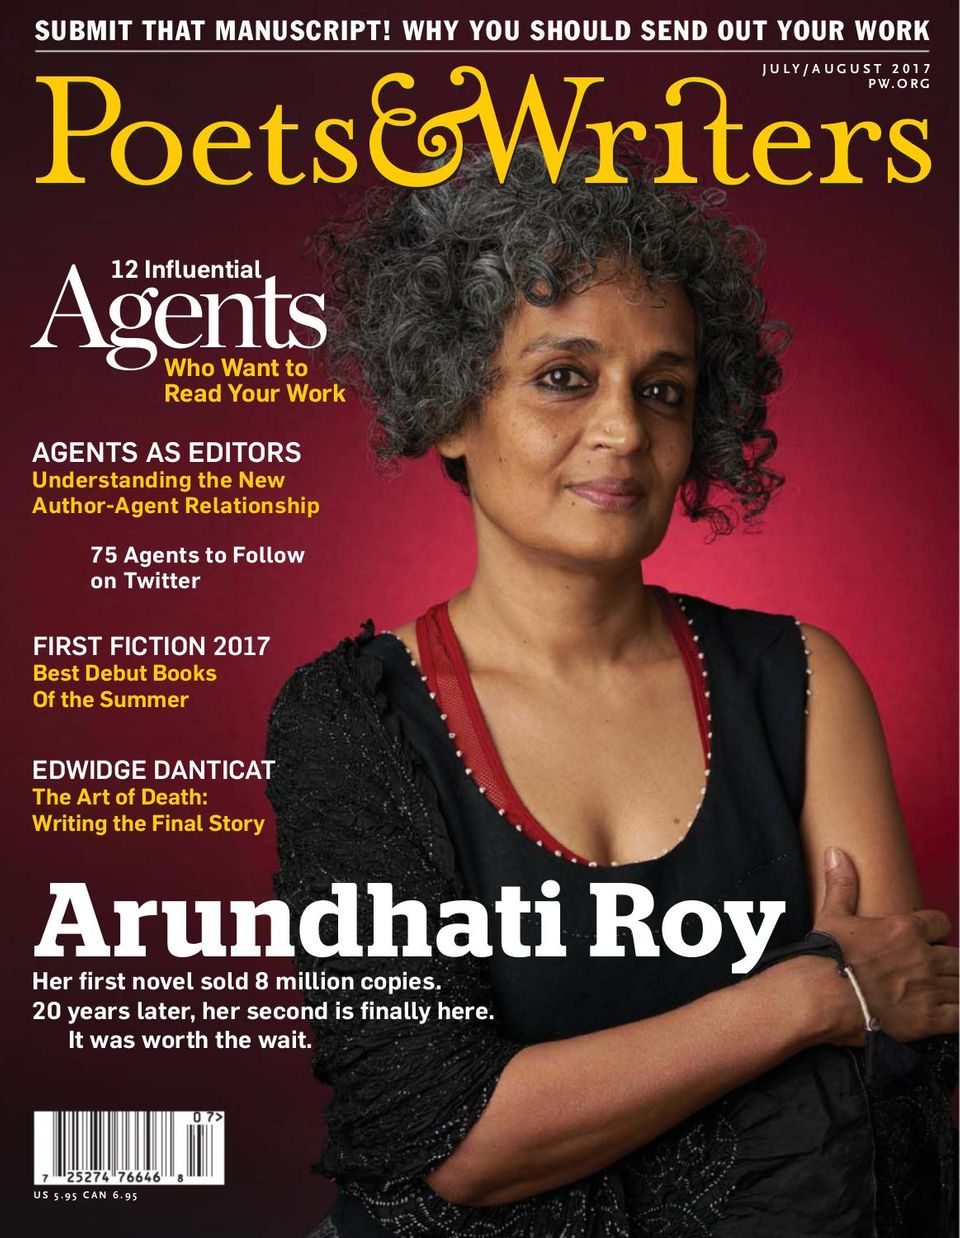 SUBMIT THAT MANUSCRIPT! WHY YOU SHOULD SEND OUT YOUR WORK
JULY/AUGUST 2017
PW.ORG
Poets&Writers
12 Influential
Agents
Who Want to
Read Your Work
AGENTS AS EDITORS
Understanding the New
Author-Agent Relationship
75 Agents to Follow
on Twitter
FIRST FICTION 2017
Best Debut Books
Of the Summer
EDWIDGE DANTICAT
The Art of Death:
Writing the Final Story
Arundhati Roy
Her first novel sold 8 million copies.
20 years later, her second is finally here.
It was worth the wait.
07>
7 25274 76646 8
US 5.95 CAN 6.95